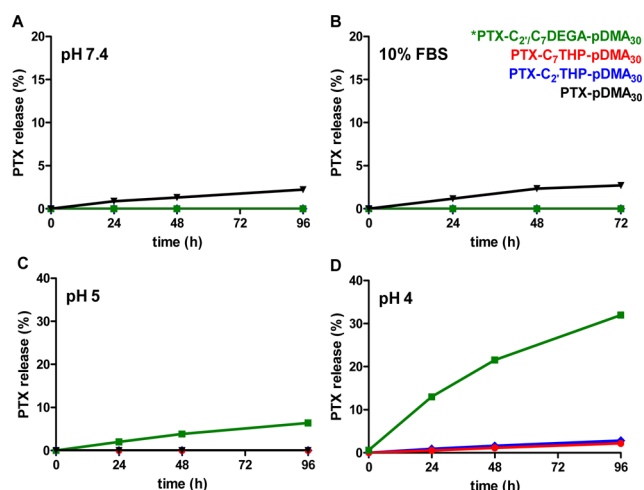 A
pH 7.4
PTX release (%)
20
15
10
5
0
0 24 48 72 96
time (h)
B
10% FBS
*PTX-C2'/C7DEGA-pDMA30
PTX-C7THP-pDMA30
PTX-C2'THP-pDMA30
PTX-pDMA30
PTX release (%)
20
15
10
5
0
0 24 48 72
time (h)
C
pH 5
PTX release (%)
40
30
20
10
0
0 24 48 72 96
time (h)
D
pH 4
PTX release (%)
40
30
20
10
0
0 24 48 72 96
time (h)